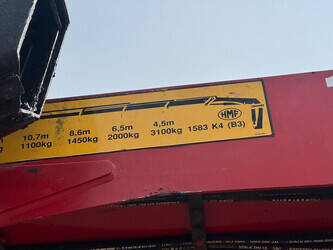 HMF
10,7m 8,6m 6,5m 4,5m
1100kg 1450kg 2000kg 3100kg 1583 K4 (B3)